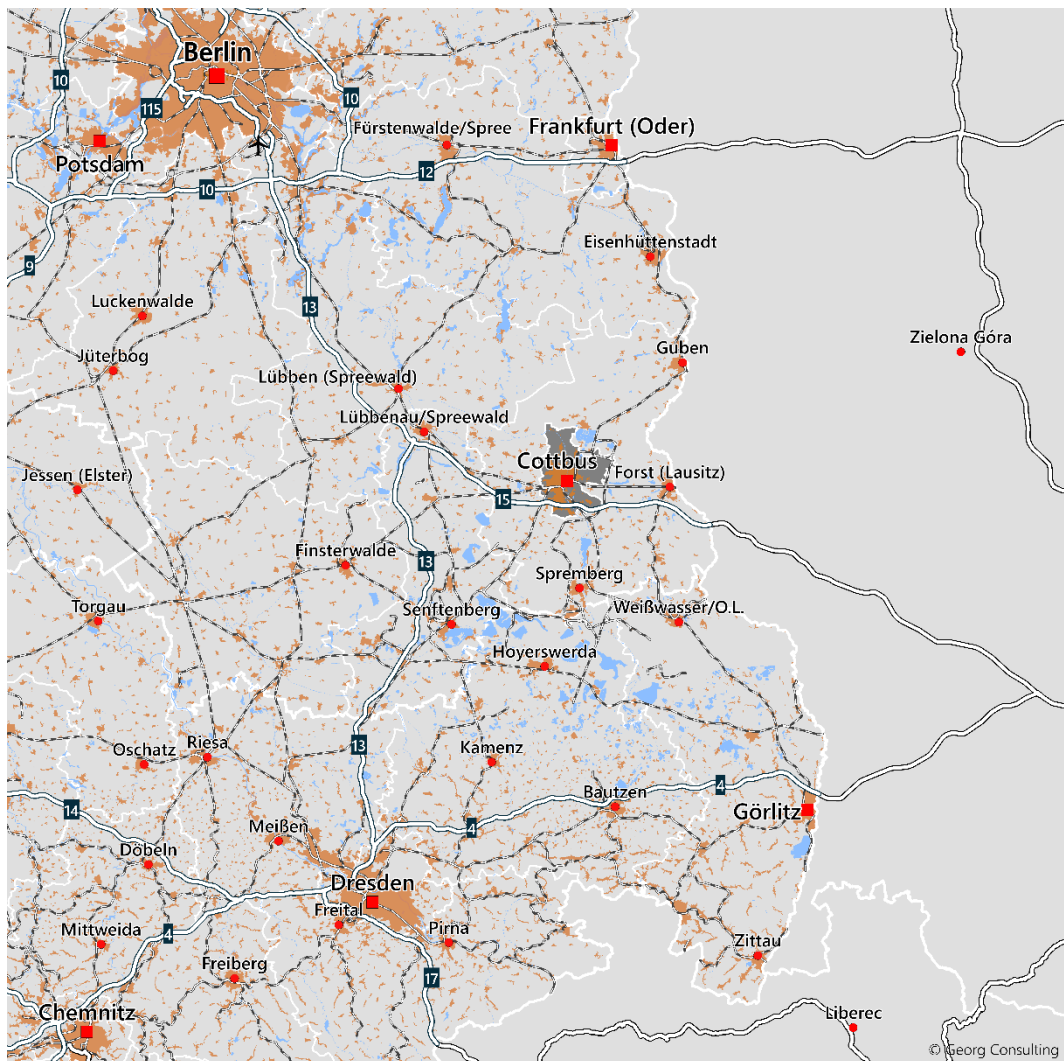 Berlin
10
10
115
Fürstenwalde/Spree
Frankfurt (Oder)
Potsdam
12
10
Eisenhüttenstadt
9
Luckenwalde
13
Zielona Góra
Jüterbog
Guben
Lübben (Spreewald)
Lübbenau/Spreewald
Cottbus
Jessen (Elster)
Forst (Lausitz)
15
Finsterwalde
13
Spremberg
Torgau
Senftenberg
Weißwasser/O.L.
Hoyerswerda
Oschatz
Riesa
13
Kamenz
4
Bautzen
14
Görlitz
Meißen
4
Döbeln
Dresden
Freital
Mittweida
4
Pirna
Zittau
Freiberg
17
Chemnitz
Liberec
© Georg Consulting